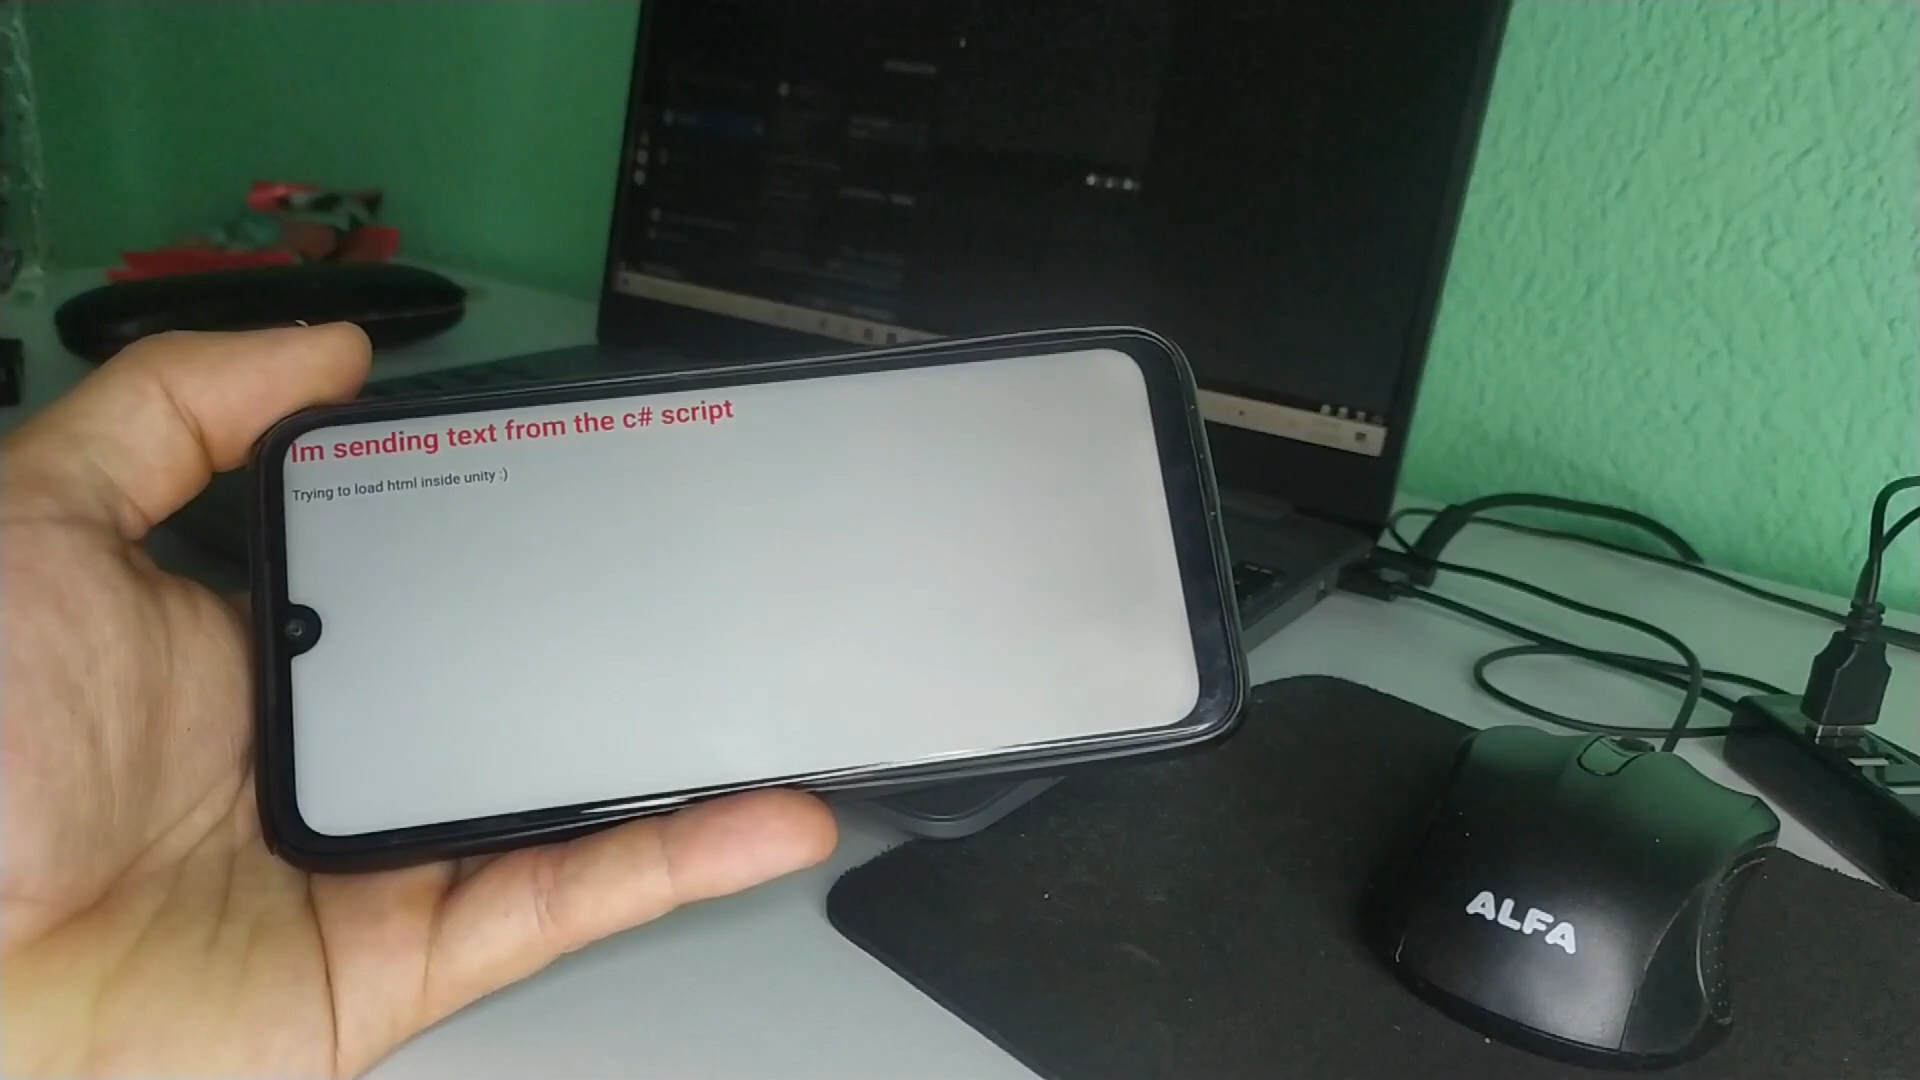 Im sending text from the c# script
Trying to load html inside unity :)
ALFA